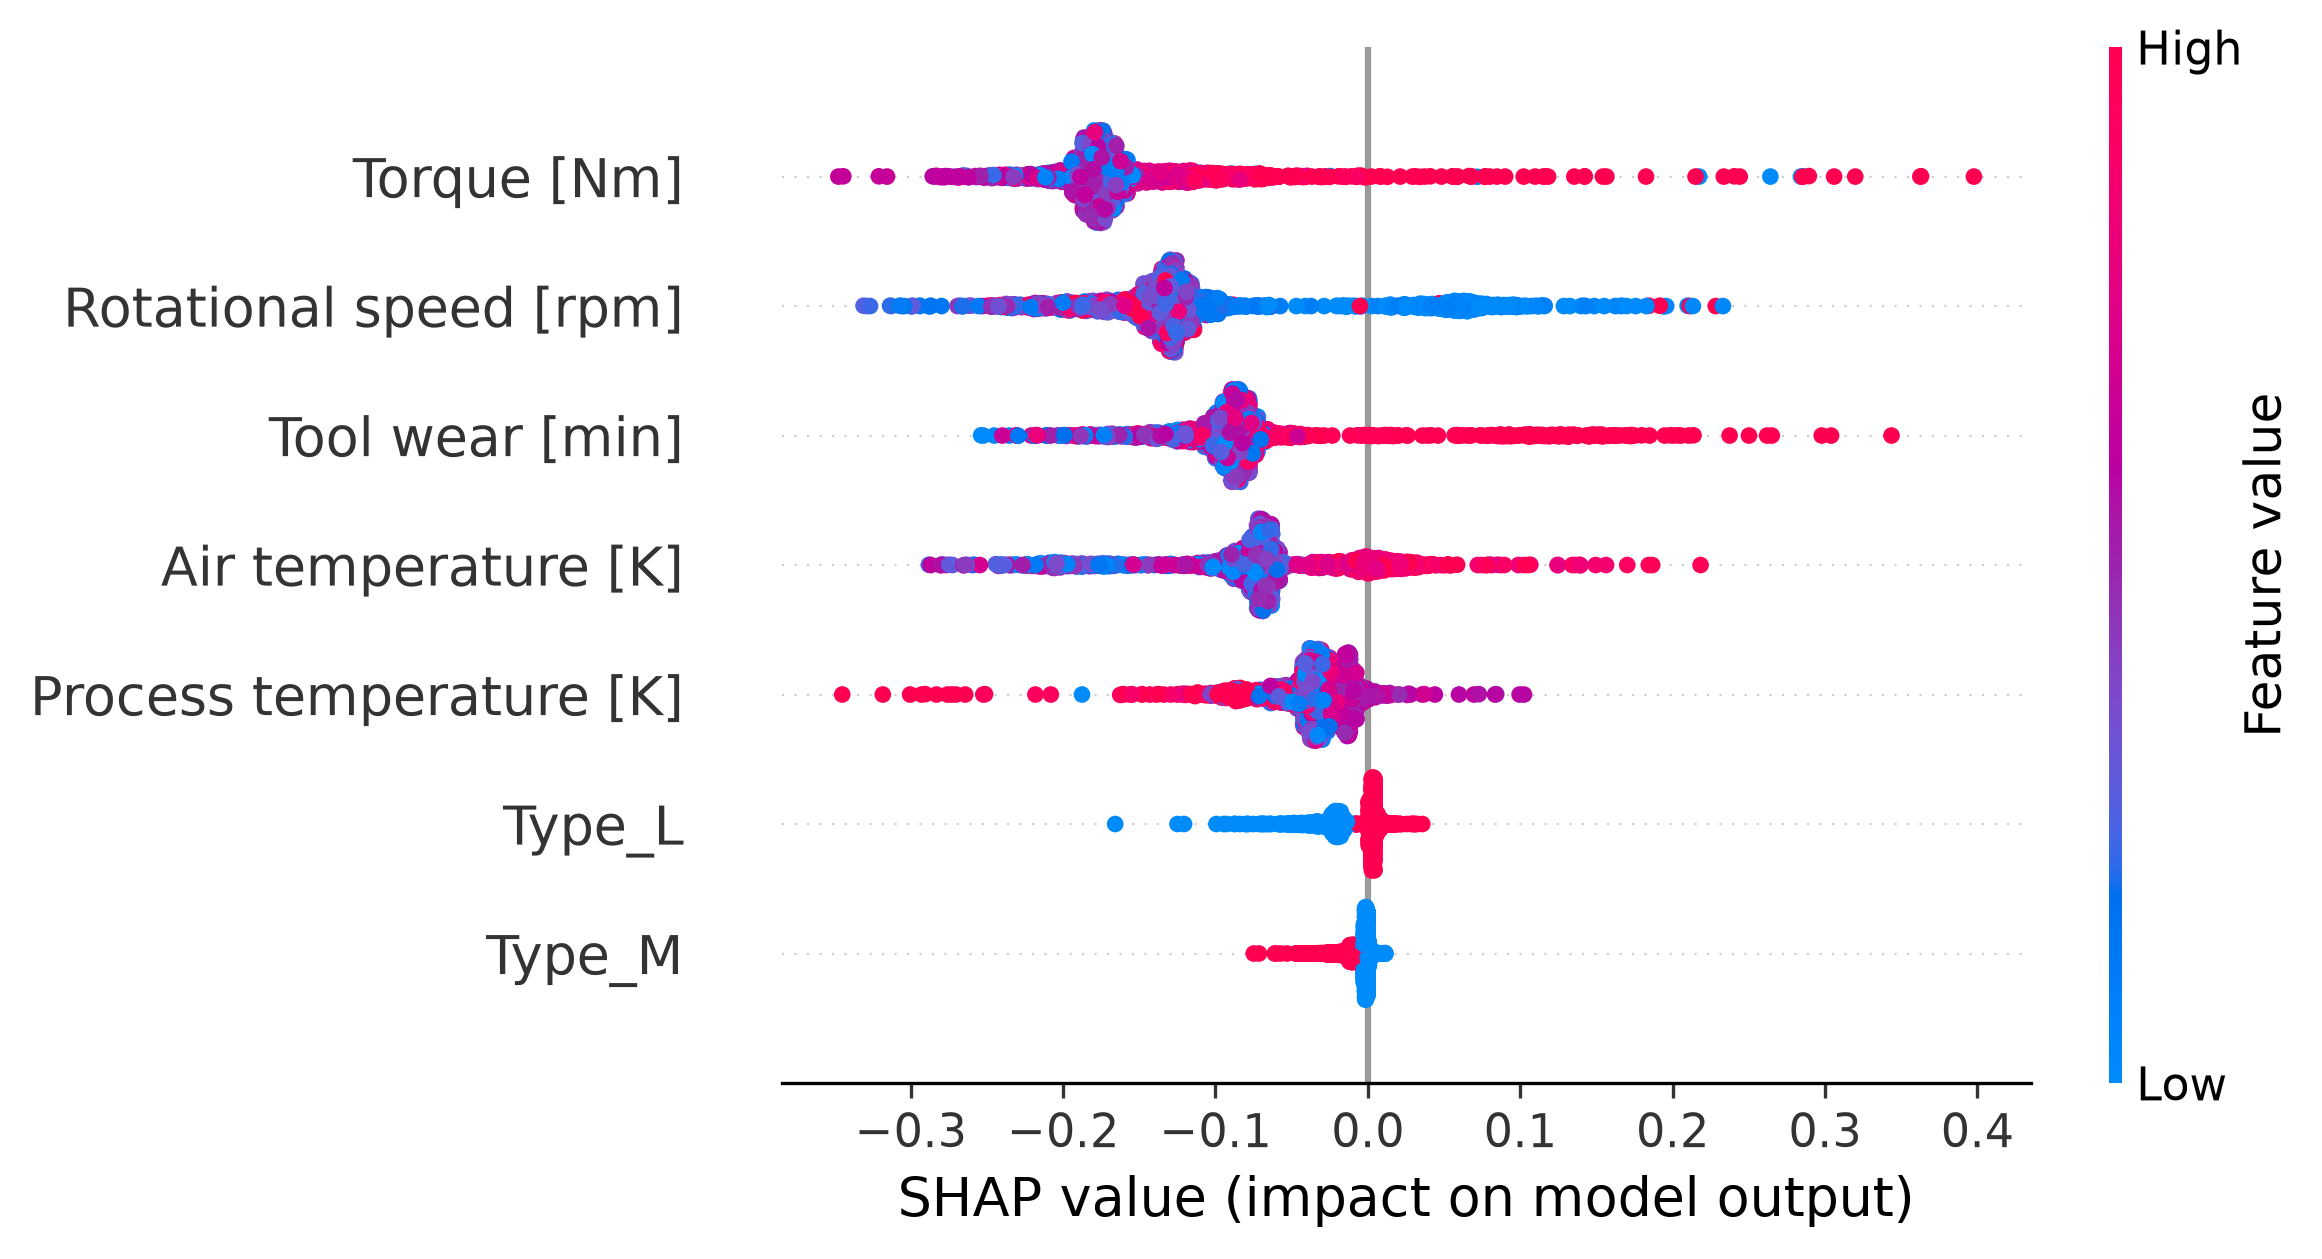 High
Torque [Nm]
Rotational speed [rpm]
Tool wear [min]
Air temperature [K]
Process temperature [K]
Type_L
Type_M
Feature value
Low
−0.3 −0.2 −0.1 0.0 0.1 0.2 0.3 0.4
SHAP value (impact on model output)